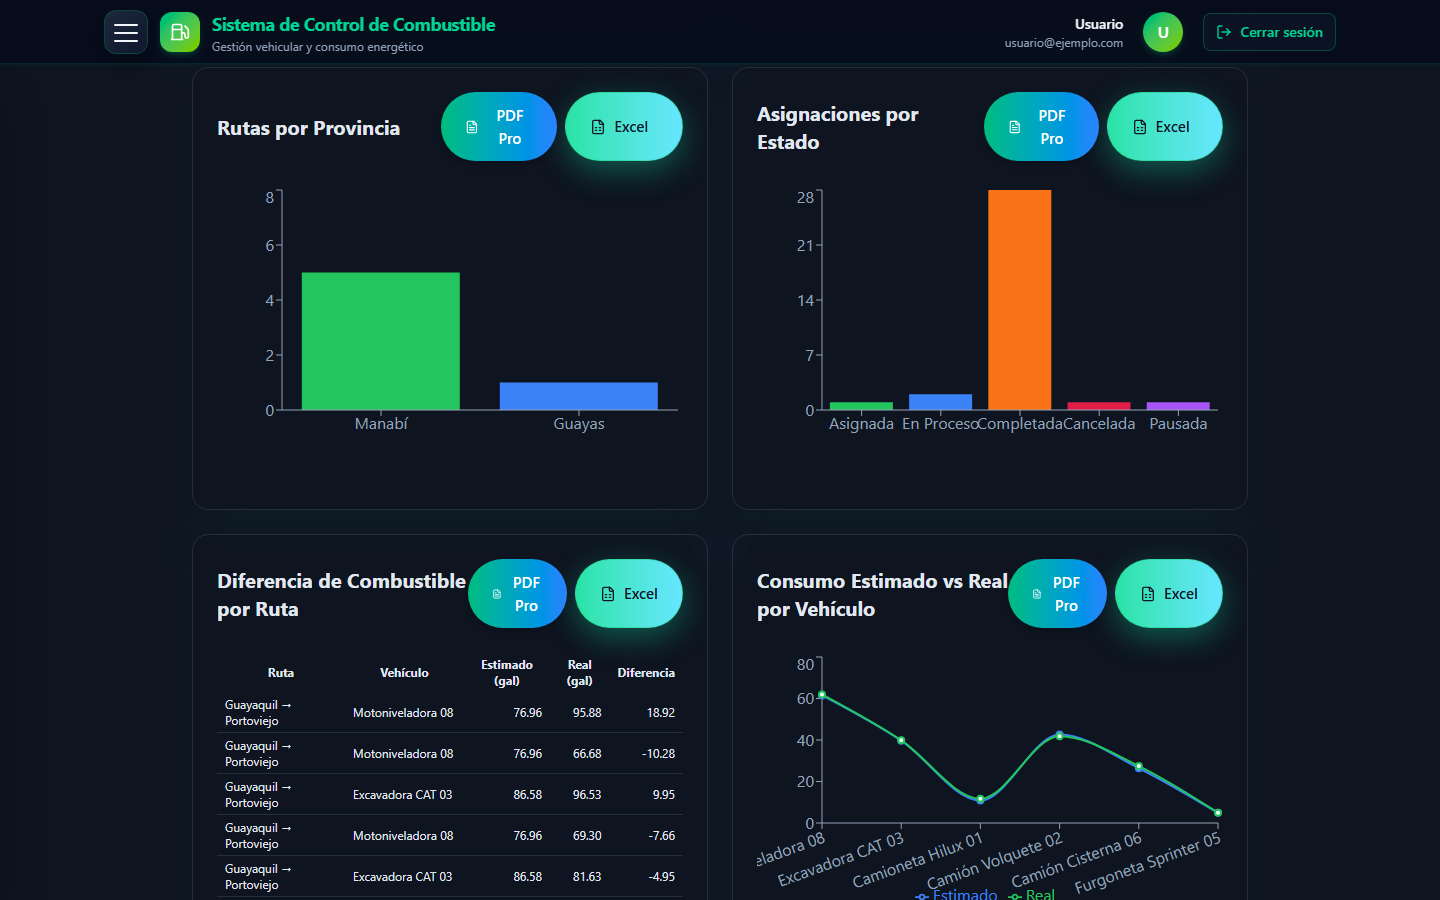 Sistema de Control de Combustible
Gestión vehicular y consumo energético
Usuario
usuario@ejemplo.com
U
Cerrar sesión
Rutas por Provincia
PDF
Pro
Excel
8
6
4
2
0
Manabí
Guayas
Asignaciones por
Estado
PDF
Pro
Excel
28
21
14
7
0
Asignada
En Proceso
Completada
Cancelada
Pausada
Diferencia de Combustible
por Ruta
PDF
Pro
Excel
Ruta Vehículo Estimado (gal) Real (gal) Diferencia
Guayaquil →
Portoviejo
Motoniveladora 08 76.96 95.88 18.92
Guayaquil →
Portoviejo
Motoniveladora 08 76.96 66.68 -10.28
Guayaquil →
Portoviejo
Excavadora CAT 03 86.58 96.53 9.95
Guayaquil →
Portoviejo
Motoniveladora 08 76.96 69.30 -7.66
Guayaquil →
Portoviejo
Excavadora CAT 03 86.58 81.63 -4.95
Consumo Estimado vs Real
por Vehículo
PDF
Pro
Excel
80
60
40
20
0
eladora 08
Excavadora CAT 03
Camioneta Hilux 01
Camión Volquete 02
Camión Cisterna 06
Furgoneta Sprinter 05
Estimado
Real